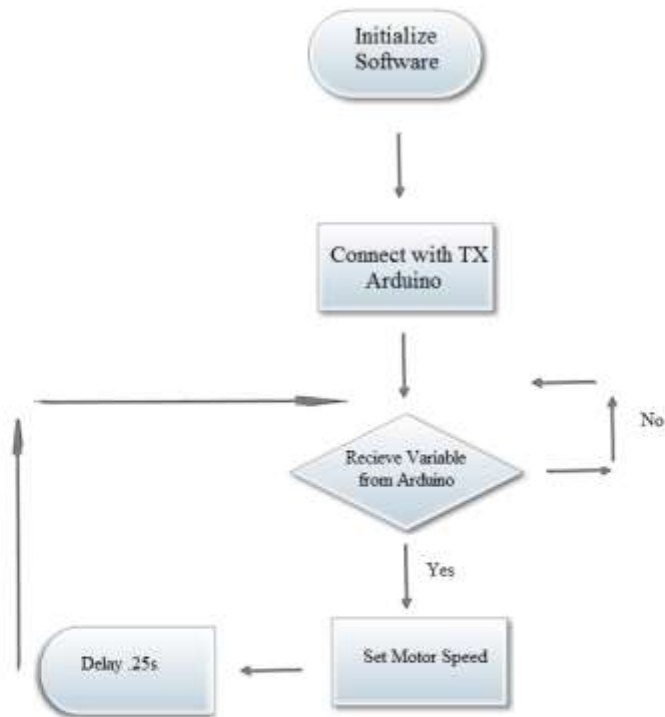 Initialize
Software
Connect with TX
Arduino
No
Recieve Variable
from Arduino
Yes
Set Motor Speed
Delay .25s